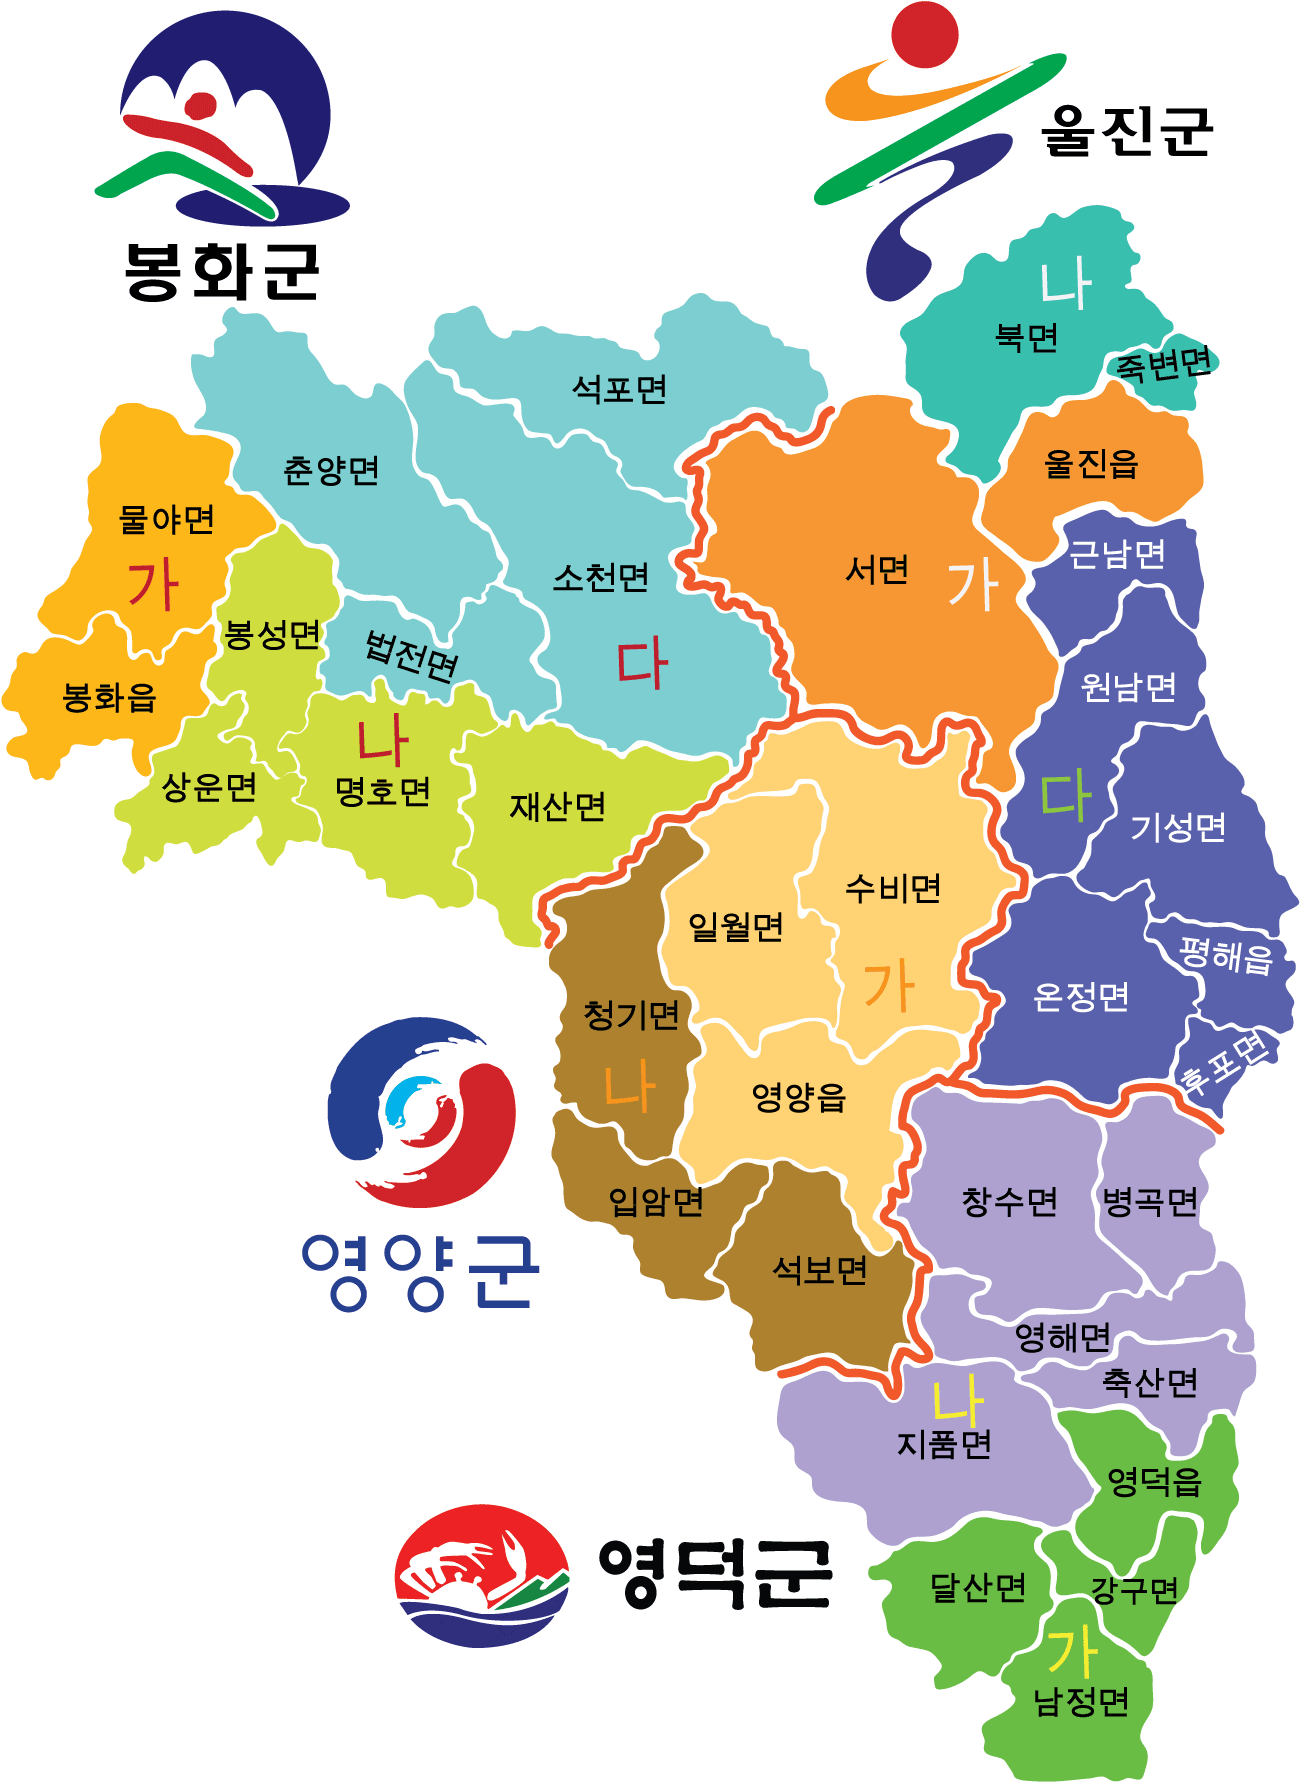 봉화군
울진군
나
북면
죽변면
석포면
울진읍
춘양면
물야면
가
근남면
서면
가
소천면
다
봉성면
법전면
봉화읍
원남면
나
명호면
상운면
재산면
다
기성면
수비면
가
일월면
평해읍
온정면
청기면
나
후포면
영양읍
입암면
창수면
병곡면
영양군
석보면
영해면
축산면
나
지품면
영덕읍
영덕군
달산면
강구면
가
남정면